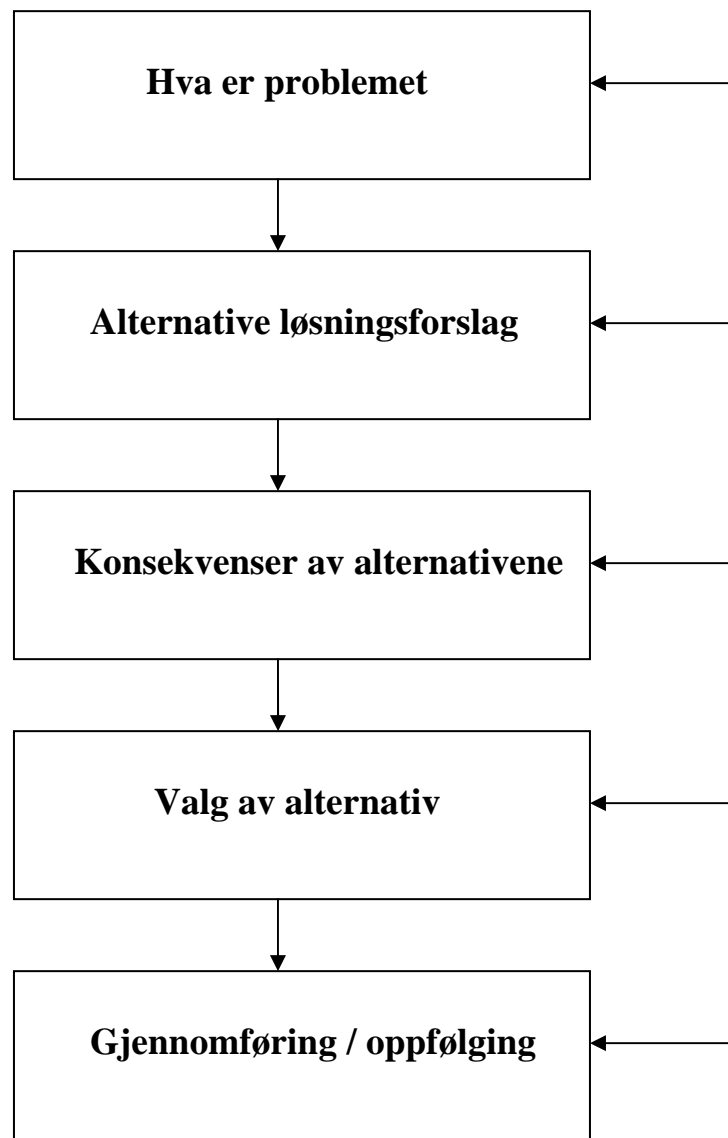 Hva er problemet
Alternative løsningsforslag
Konsekvenser av alternativene
Valg av alternativ
Gjennomføring / oppfølging